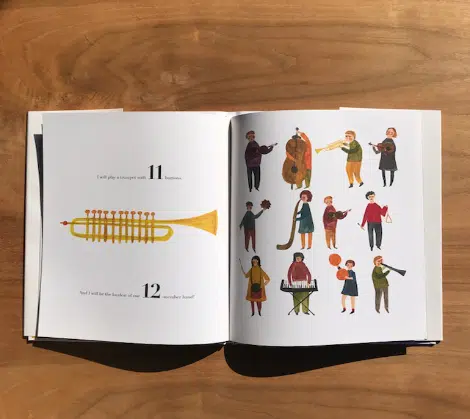 I will play a trumpet with 11 buttons
And I will be the leader of our 12 member band!